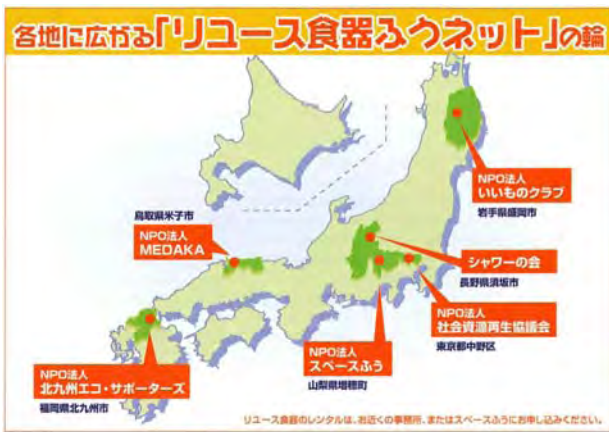 各地に広がる「リユース食器ふうネット」の輪
NPO法人
いいものクラブ
岩手県盛岡市
鳥取県米子市
NPO法人
MEDAKA
シャワーの会
長野県須坂市
NPO法人
社会資源再生協議会
東京都中野区
NPO法人
スペースふう
山梨県増穂町
NPO法人
北九州エコ・サポーターズ
福岡県北九州市
リユース食器のレンタルは、お近くの事務所、またはスペースふうにお申し込みください。